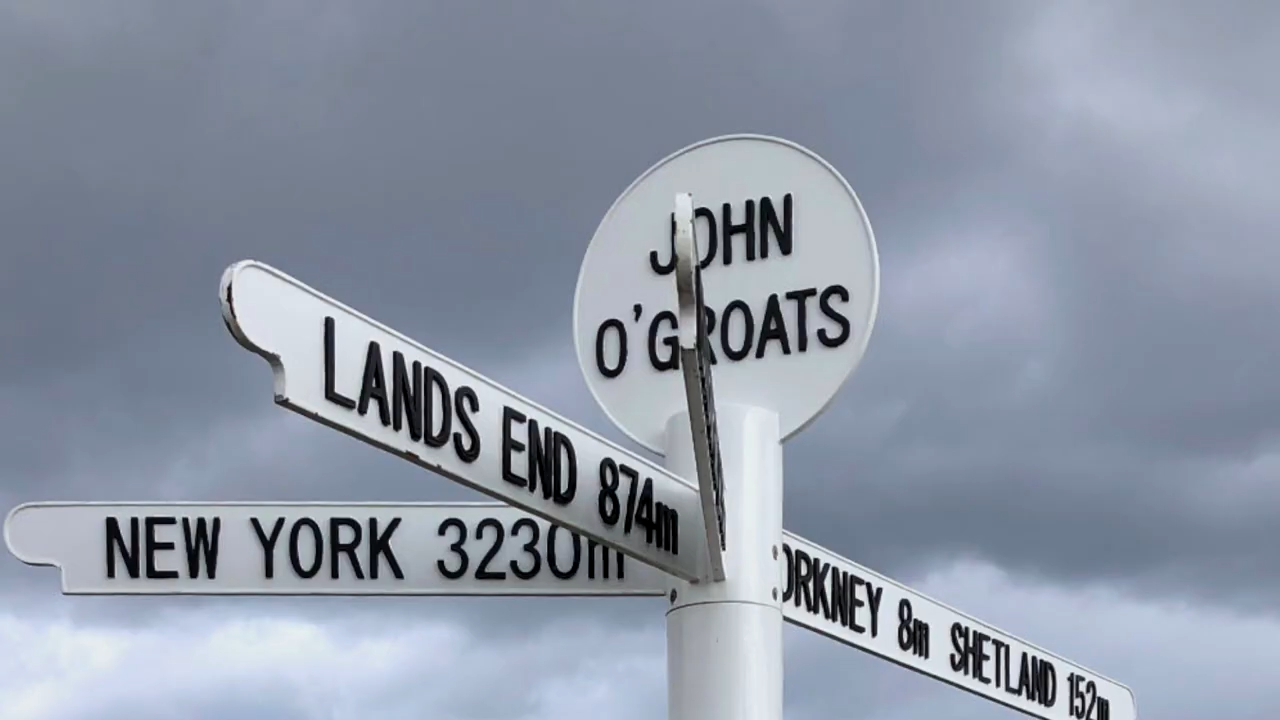 JOHN
O'GROATS
LANDS END 874m
NEW YORK 3230m
ORKNEY 8m SHETLAND 152m